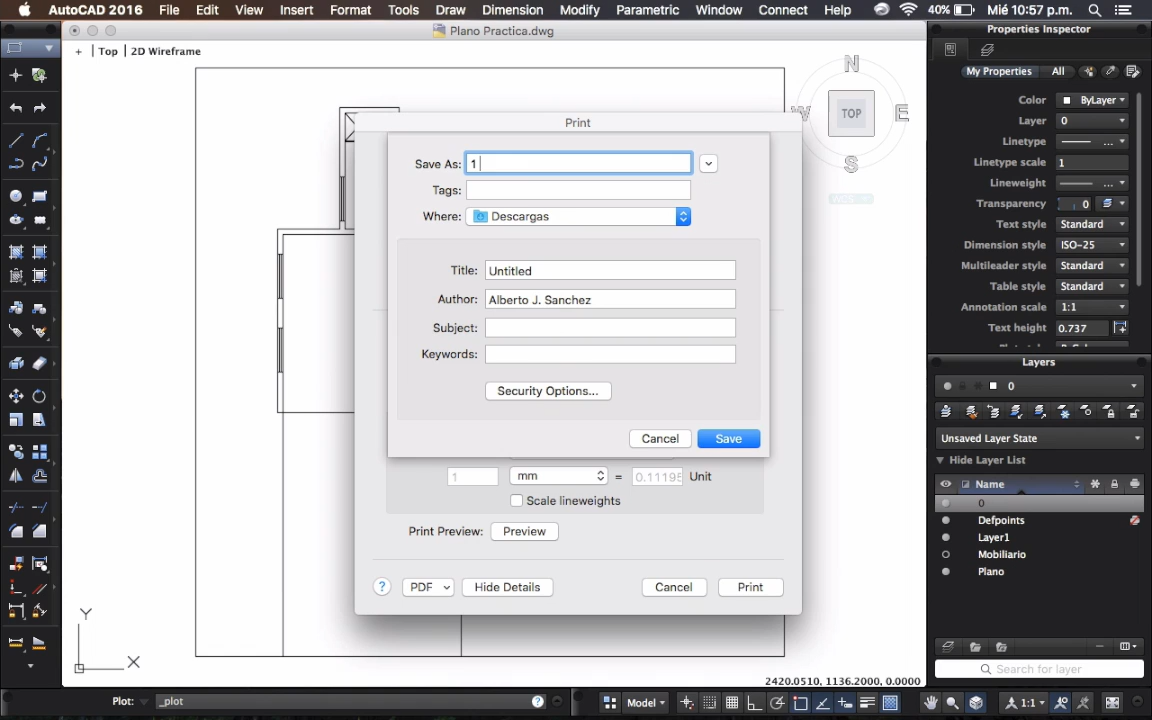 AutoCAD 2016 File Edit View Insert Format Tools Draw Dimension Modify Parametric Window Connect Help 40% Mié 10:57 p.m.
Plano Practica.dwg
Properties Inspector
+ Top 2D Wireframe
My Properties All
N
W TOP E
S
Color ByLayer
Layer 0
Linetype ...
Linetype scale 1
Lineweight ...
Transparency 0
Text style Standard
Dimension style ISO-25
Multileader style Standard
Table style Standard
Annotation scale 1:1
Text height 0.737
Print
Save As: 1
Tags:
Where: Descargas
Title: Untitled
Author: Alberto J. Sanchez
Subject:
Keywords:
Security Options...
Cancel Save
1 mm = 0.11195 Unit
Scale lineweights
Print Preview: Preview
? PDF Hide Details Cancel Print
Layers
0
Unsaved Layer State
Hide Layer List
Name
0
Defpoints
Layer1
Mobiliario
Plano
Search for layer
Y
X
2420.0510, 1136.2000, 0.0000
Plot: _plot ? Model 1:1